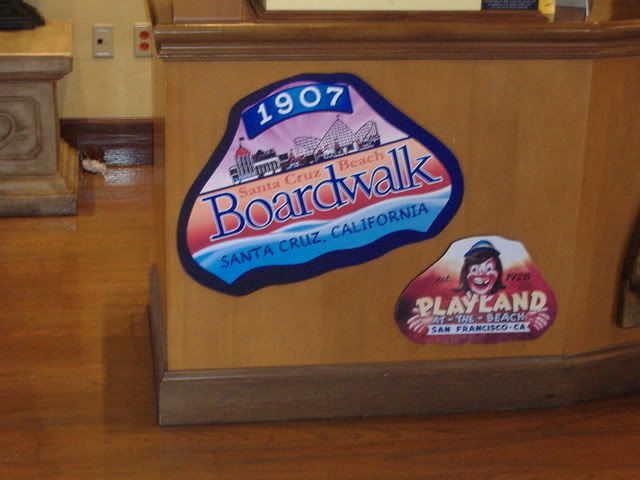 1907
Santa Cruz Beach
Boardwalk
SANTA CRUZ, CALIFORNIA
est. 1928
PLAYLAND
AT - THE - BEACH
SAN FRANCISCO - CA